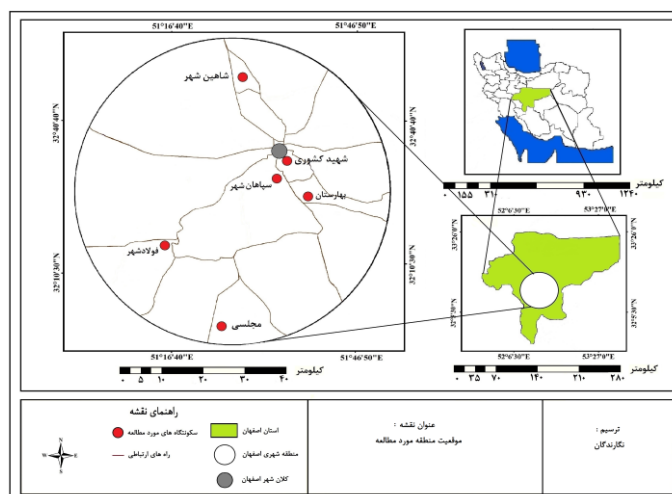 51°16'40"E
51°46'50"E
32°40'40"N
32°10'30"N
32°40'40"N
32°10'30"N
شاهین شهر
شهید کشوری
سپاهان شهر
بهارستان
فولادشهر
مجلسی
51°16'40"E
51°46'50"E
۰ ۵ ۱۰ ۲۰ ۳۰ ۴۰ کیلومتر
کیلومتر
۰ ۱۵۵ ۳۱۰ ۹۳۰ ۱۲۴۰
52°6'30"E
53°27'0"E
33°26'0"N
32°5'30"N
33°26'0"N
32°5'30"N
52°6'30"E
53°27'0"E
کیلومتر
۰ ۳۵ ۷۰ ۱۴۰ ۲۱۰ ۲۸۰
راهنمای نقشه
استان اصفهان
سکونتگاه های مورد مطالعه
منطقه شهری اصفهان
راه های ارتباطی
کلان شهر اصفهان
N
W E
S
عنوان نقشه :
موقعیت منطقه مورد مطالعه
ترسیم :
نگارندگان